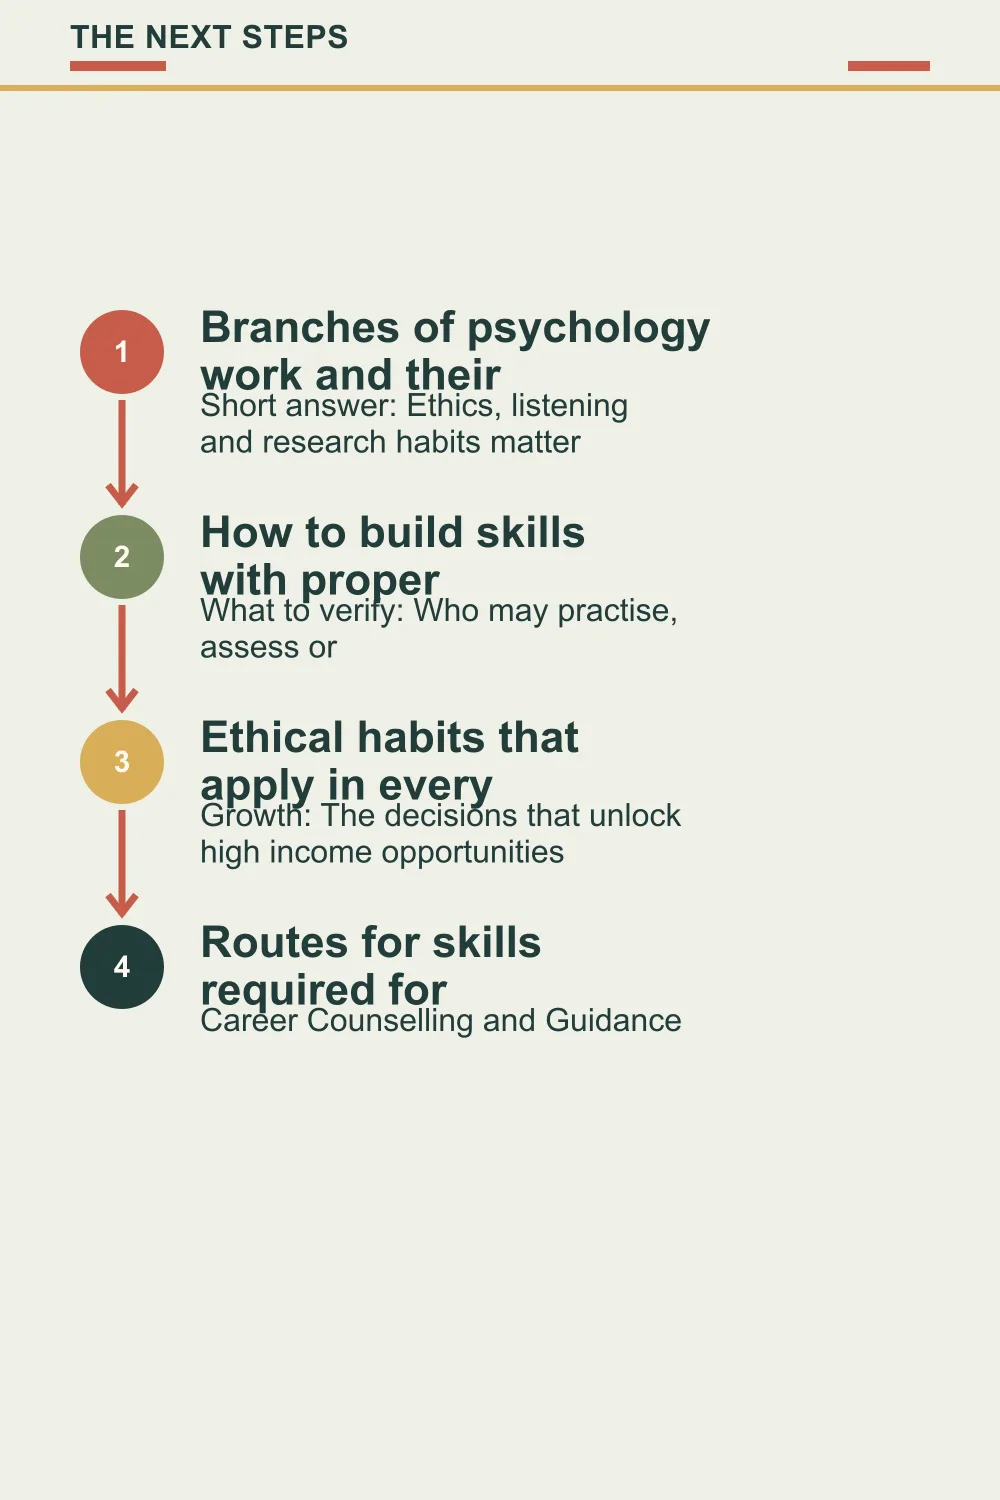 THE NEXT STEPS
1
Branches of psychology
work and their
Short answer: Ethics, listening
and research habits matter
2
How to build skills
with proper
What to verify: Who may practise,
assess or
3
Ethical habits that
apply in every
Growth: The decisions that unlock
high income opportunities
4
Routes for skills
required for
Career Counselling and Guidance